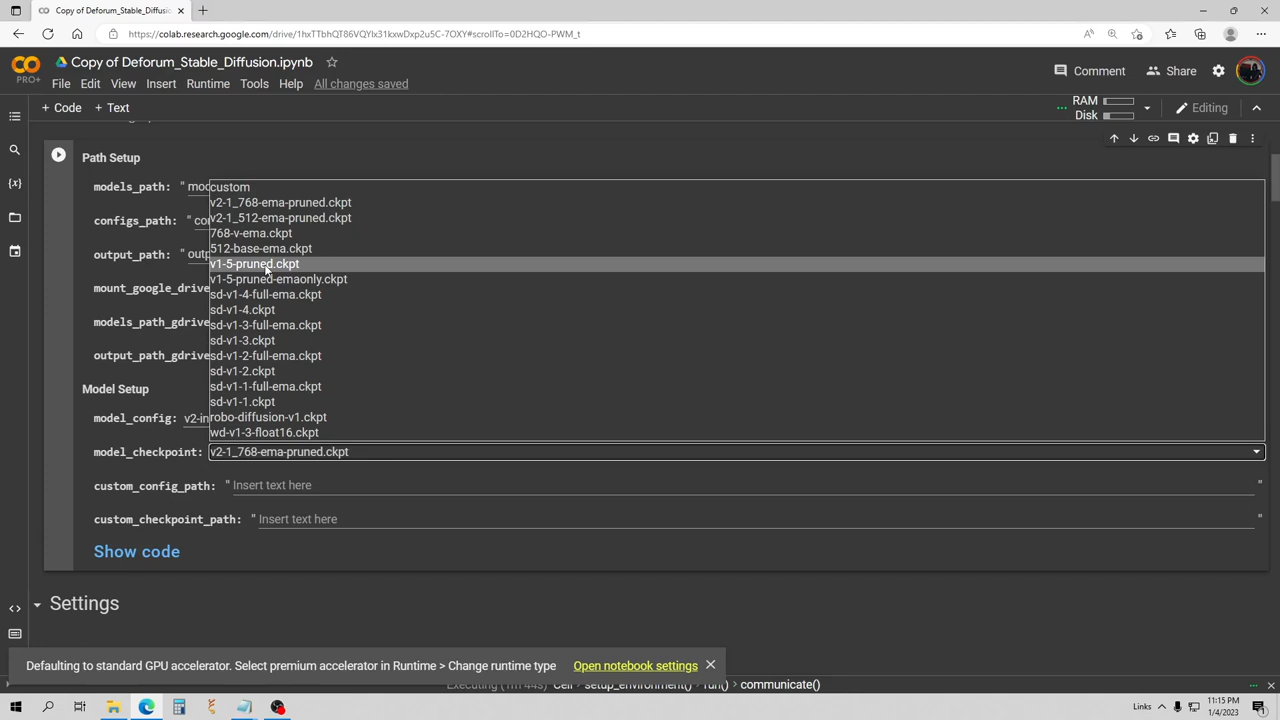 Copy of Deforum_Stable_Diffusion
https://colab.research.google.com/drive/1hxTTbhQT86VQYIx31kxwDxp2u5C-7OXY#scrollTo=0D2HQO-PWM_t
CO
PRO+
Copy of Deforum_Stable_Diffusion.ipynb
File Edit View Insert Runtime Tools Help All changes saved
Comment Share
+ Code + Text
RAM
Disk
Editing
Path Setup
models_path: " mod
custom
v2-1_768-ema-pruned.ckpt
configs_path: " cor
v2-1_512-ema-pruned.ckpt
768-v-ema.ckpt
output_path: " outp
512-base-ema.ckpt
v1-5-pruned.ckpt
v1-5-pruned-emaonly.ckpt
mount_google_drive
sd-v1-4-full-ema.ckpt
sd-v1-4.ckpt
models_path_gdrive
sd-v1-3-full-ema.ckpt
sd-v1-3.ckpt
output_path_gdrive
sd-v1-2-full-ema.ckpt
sd-v1-2.ckpt
Model Setup
sd-v1-1-full-ema.ckpt
sd-v1-1.ckpt
model_config: v2-in
robo-diffusion-v1.ckpt
wd-v1-3-float16.ckpt
model_checkpoint: v2-1_768-ema-pruned.ckpt
custom_config_path: " Insert text here "
custom_checkpoint_path: " Insert text here "
Show code
Settings
Defaulting to standard GPU accelerator. Select premium accelerator in Runtime > Change runtime type Open notebook settings
Executing (1m 44s) Cell > setup_environment() > run() > communicate()
Links
11:15 PM
1/4/2023